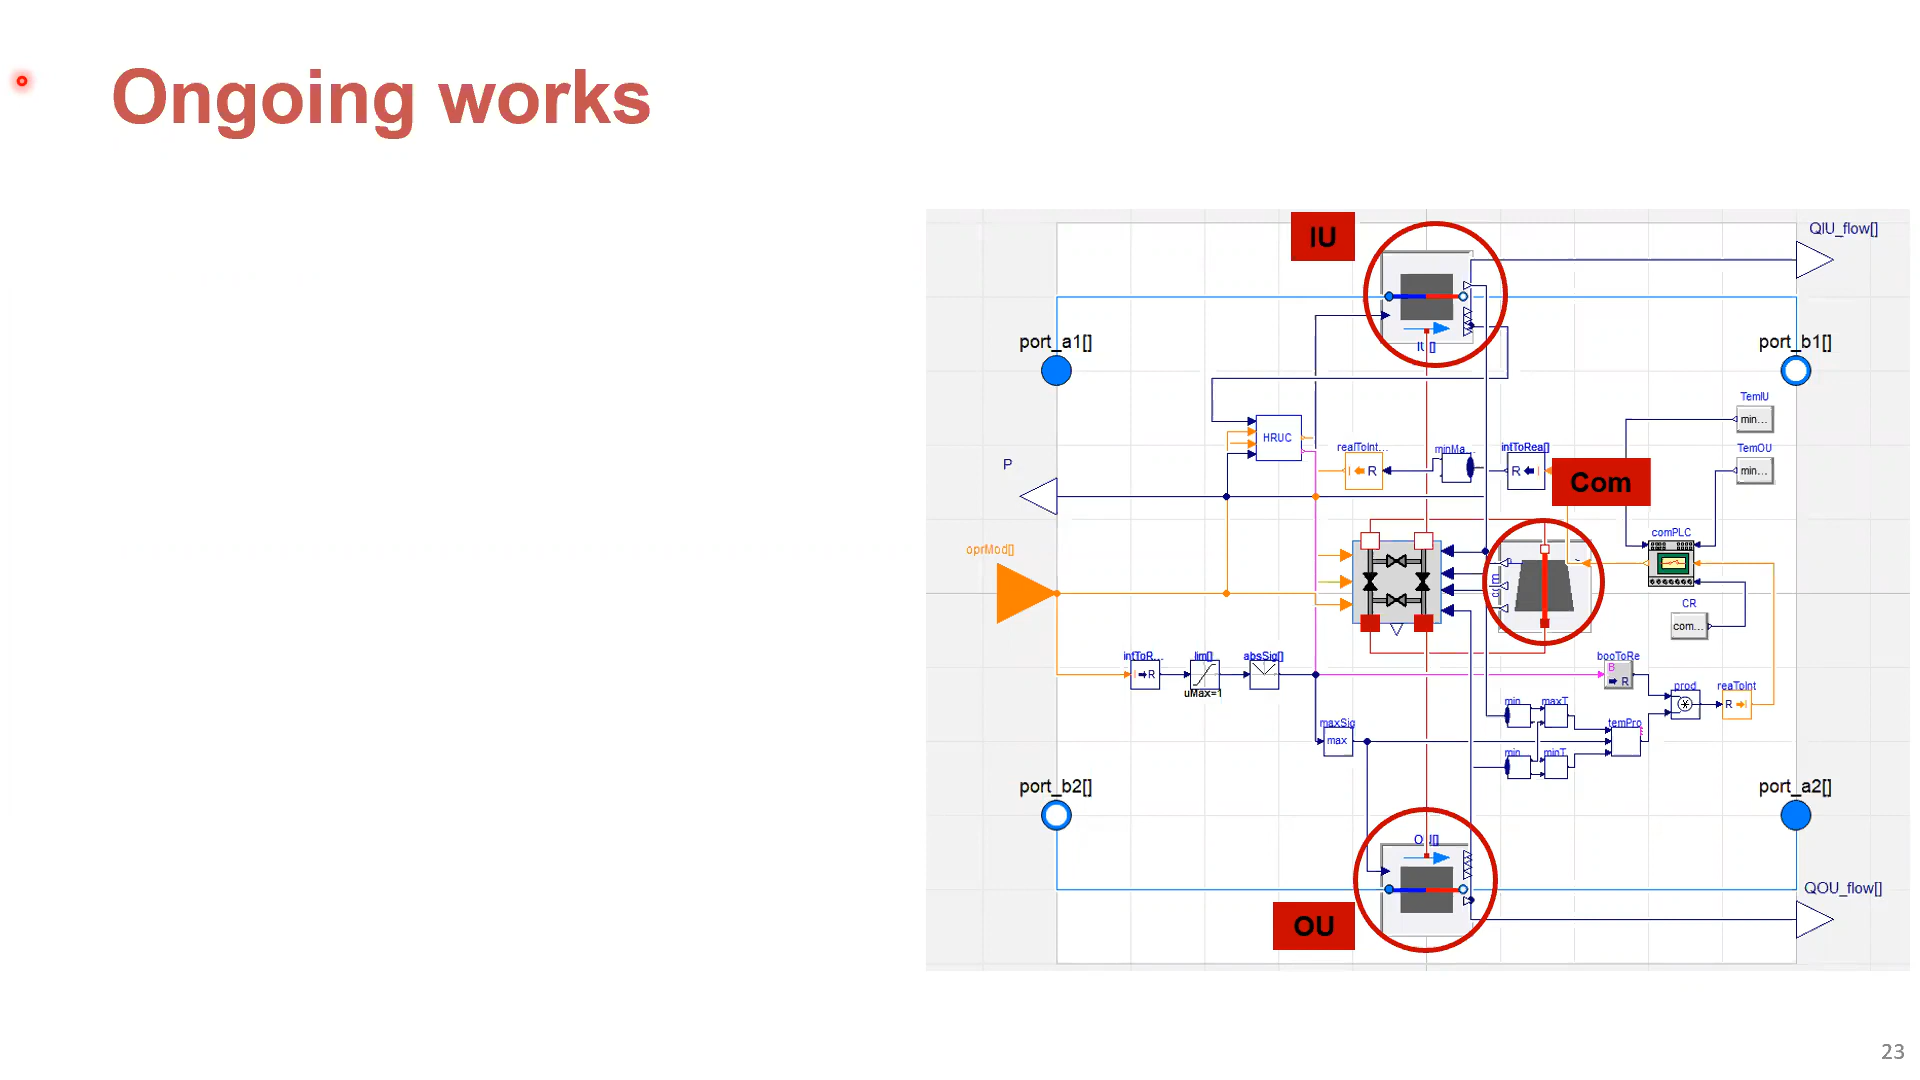 Ongoing works
IU
QIU_flow[]
port_a1[]
port_b1[]
TemIU
min...
HRUC
realToInt...
minMa...
intToRea[]
TemOU
min...
R
R
P
Com
oprMod[]
comPLC
CR
com...
intToR...
lim[]
absSig[]
booToRe
R
uMax=1
B
R
prod
reaToInt
R
maxSig
max
min
maxT
temPro
min
minT
port_b2[]
port_a2[]
OU
QOU_flow[]
23